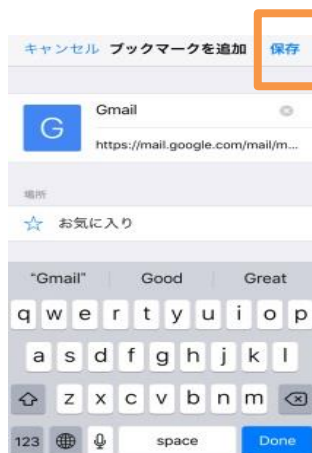 キャンセル ブックマークを追加 保存
G
Gmail
https://mail.google.com/mail/m...
場所
お気に入り
"Gmail" Good Great
q w e r t y u i o p
a s d f g h j k l
z x c v b n m
123 space Done